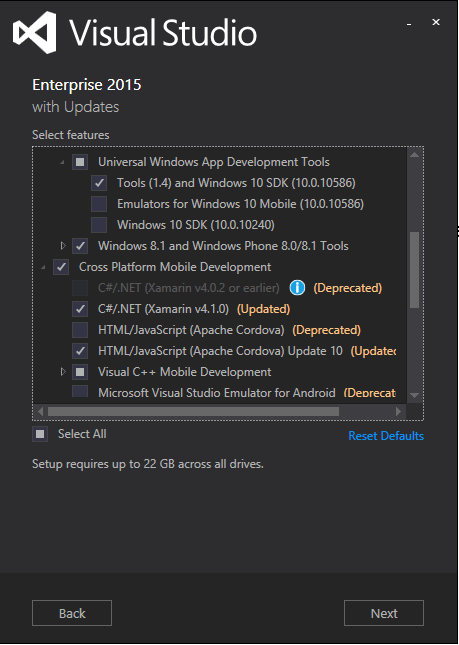 Visual Studio
Enterprise 2015
with Updates
Select features
Universal Windows App Development Tools
Tools (1.4) and Windows 10 SDK (10.0.10586)
Emulators for Windows 10 Mobile (10.0.10586)
Windows 10 SDK (10.0.10240)
Windows 8.1 and Windows Phone 8.0/8.1 Tools
Cross Platform Mobile Development
C#/.NET (Xamarin v4.0.2 or earlier) (Deprecated)
C#/.NET (Xamarin v4.1.0) (Updated)
HTML/JavaScript (Apache Cordova) (Deprecated)
HTML/JavaScript (Apache Cordova) Update 10 (Updated
Visual C++ Mobile Development
Microsoft Visual Studio Emulator for Android (Deprecat
Select All Reset Defaults
Setup requires up to 22 GB across all drives.
Back Next